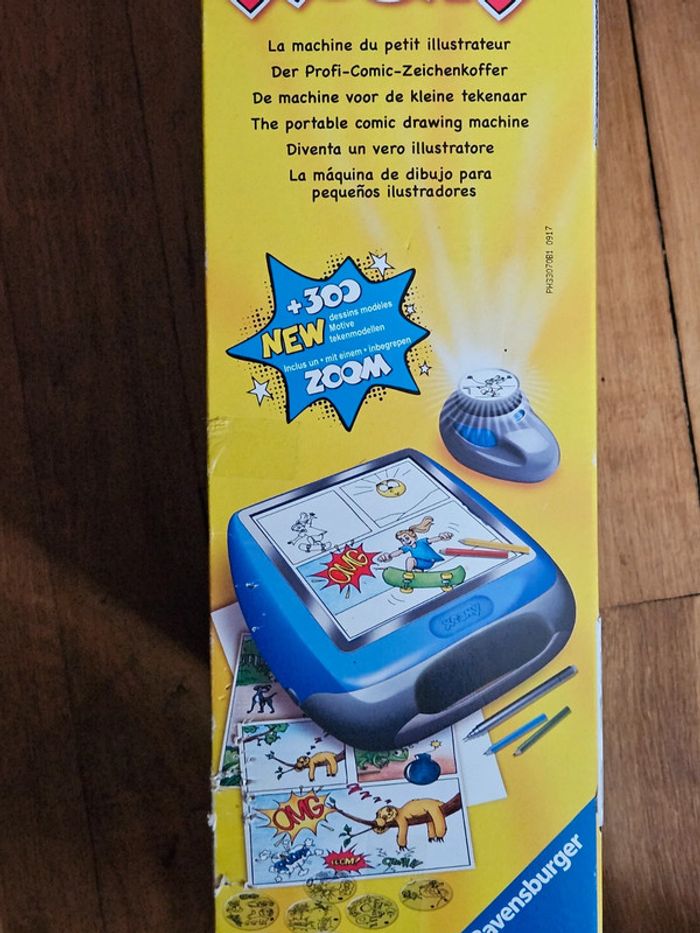 La machine du petit illustrateur
Der Profi-Comic-Zeichenkoffer
De machine voor de kleine tekenaar
The portable comic drawing machine
Diventa un vero illustratore
La máquina de dibujo para
pequeños ilustradores
PH33070B1 0917
+300
NEW
dessins modèles
Motive
tekenmodellen
Inclus un • mit einem • inbegrepen
ZOOM
OMG
Xoomy
OMG
Ravensburger